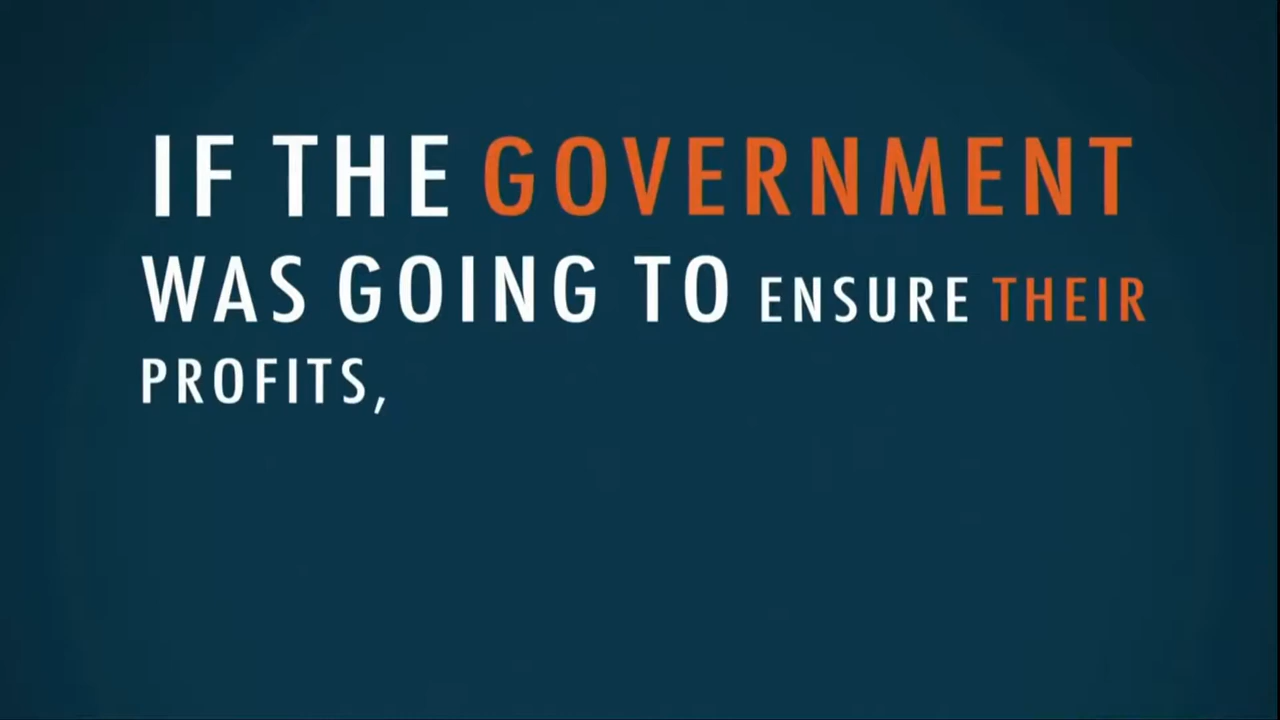 IF THE GOVERNMENT
WAS GOING TO ENSURE THEIR
PROFITS,